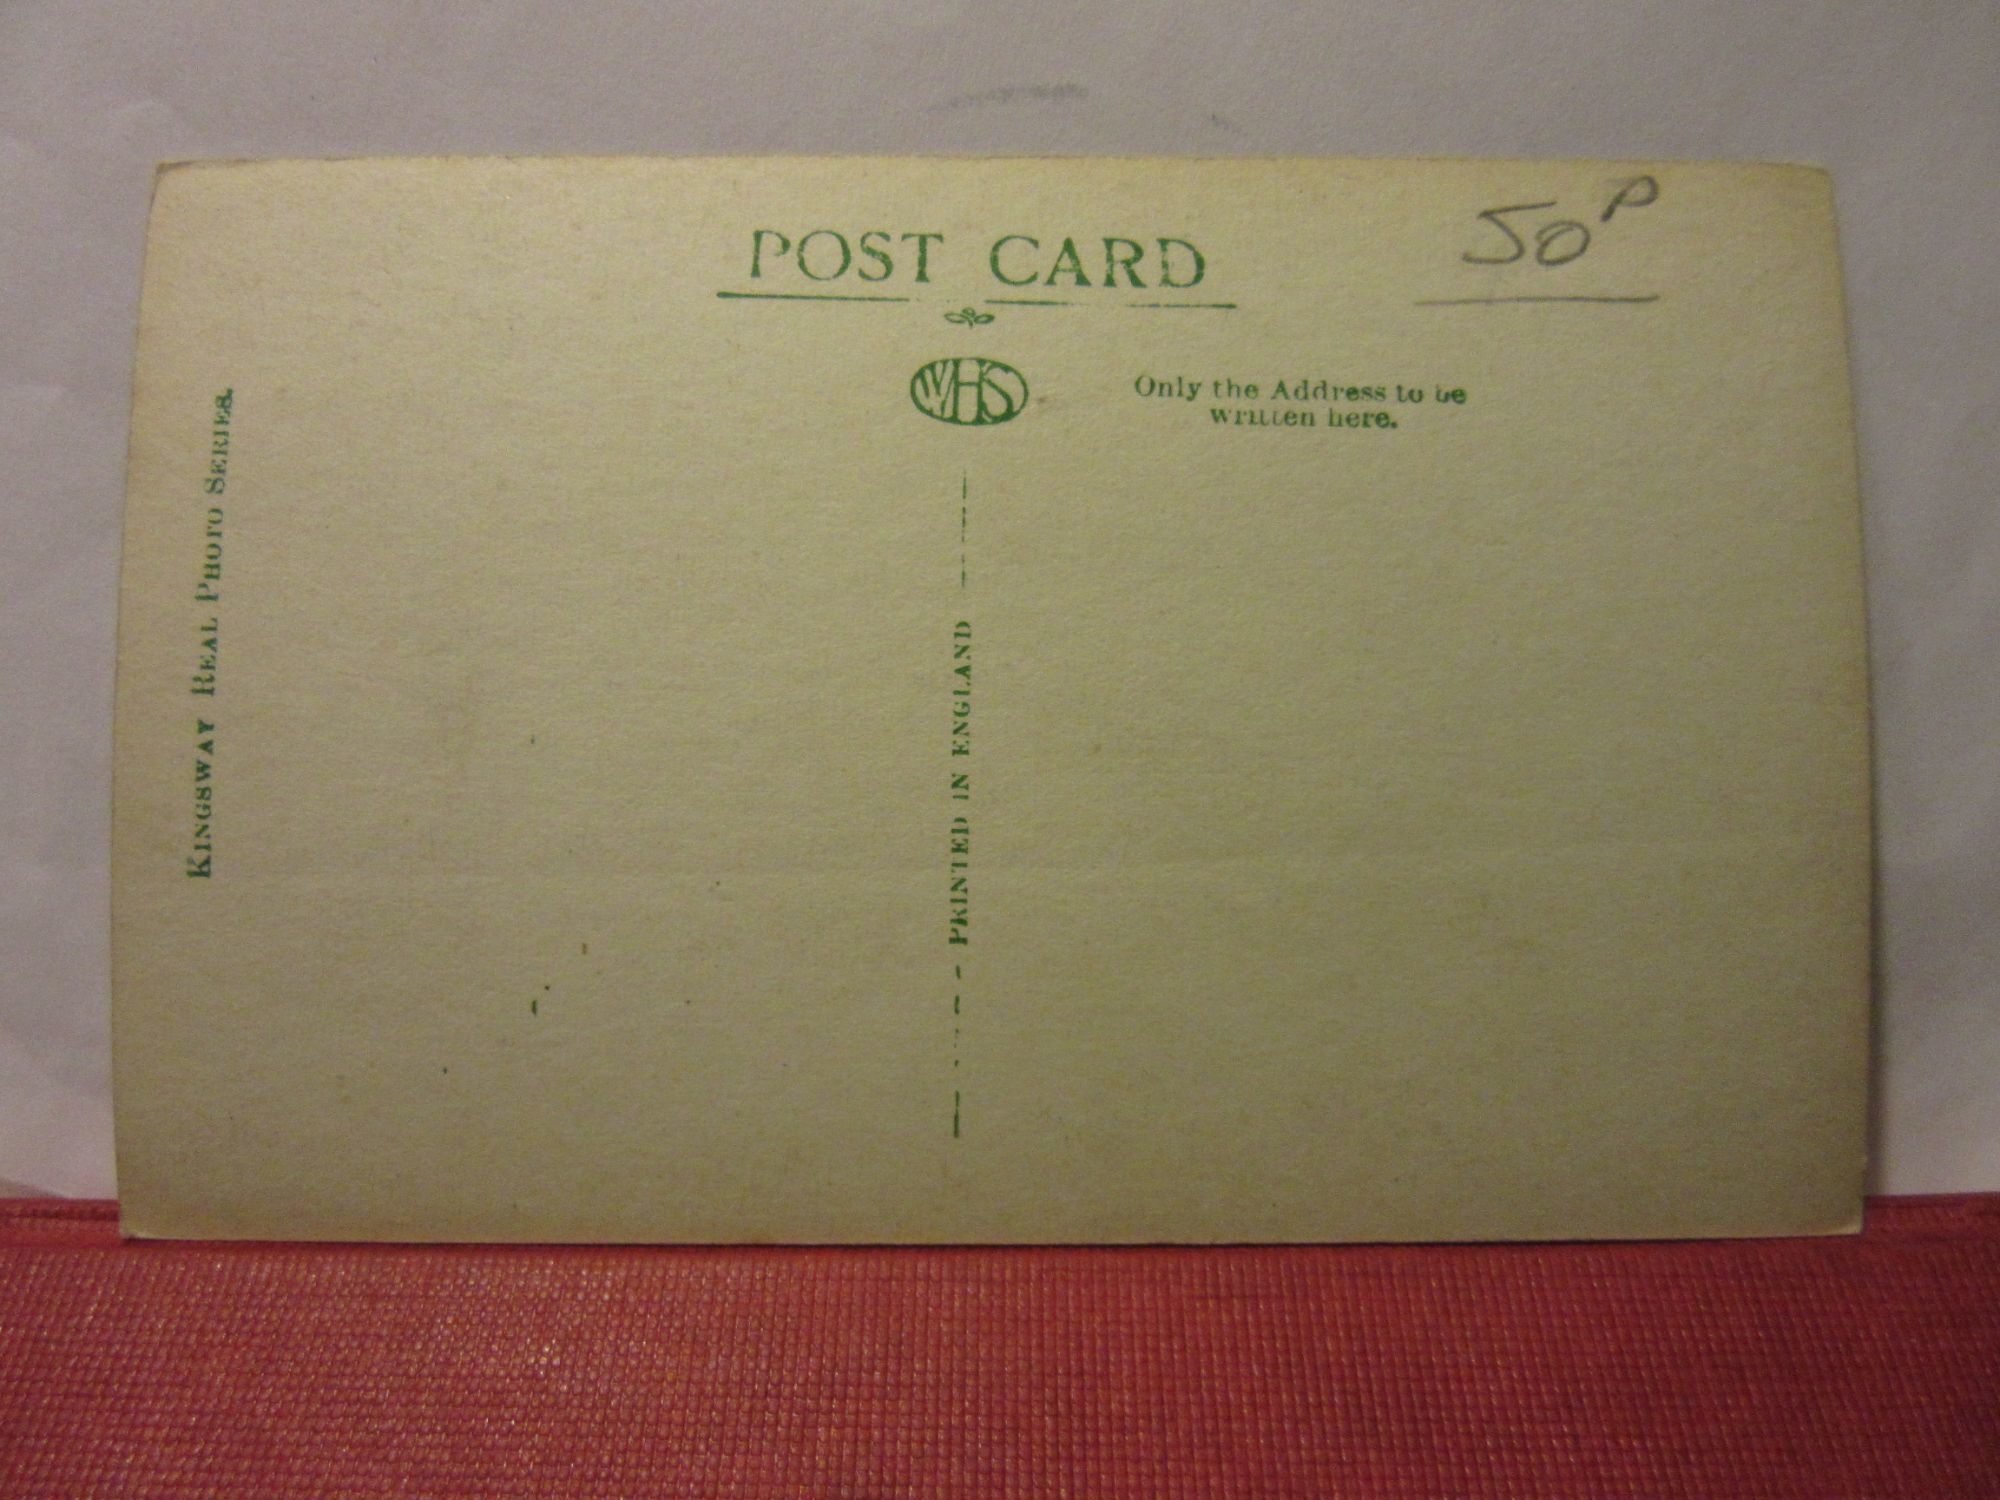 POST CARD
50P
WHS
Only the Address to be
written here.
KINGSWAY REAL PHOTO SERIES.
PRINTED IN ENGLAND